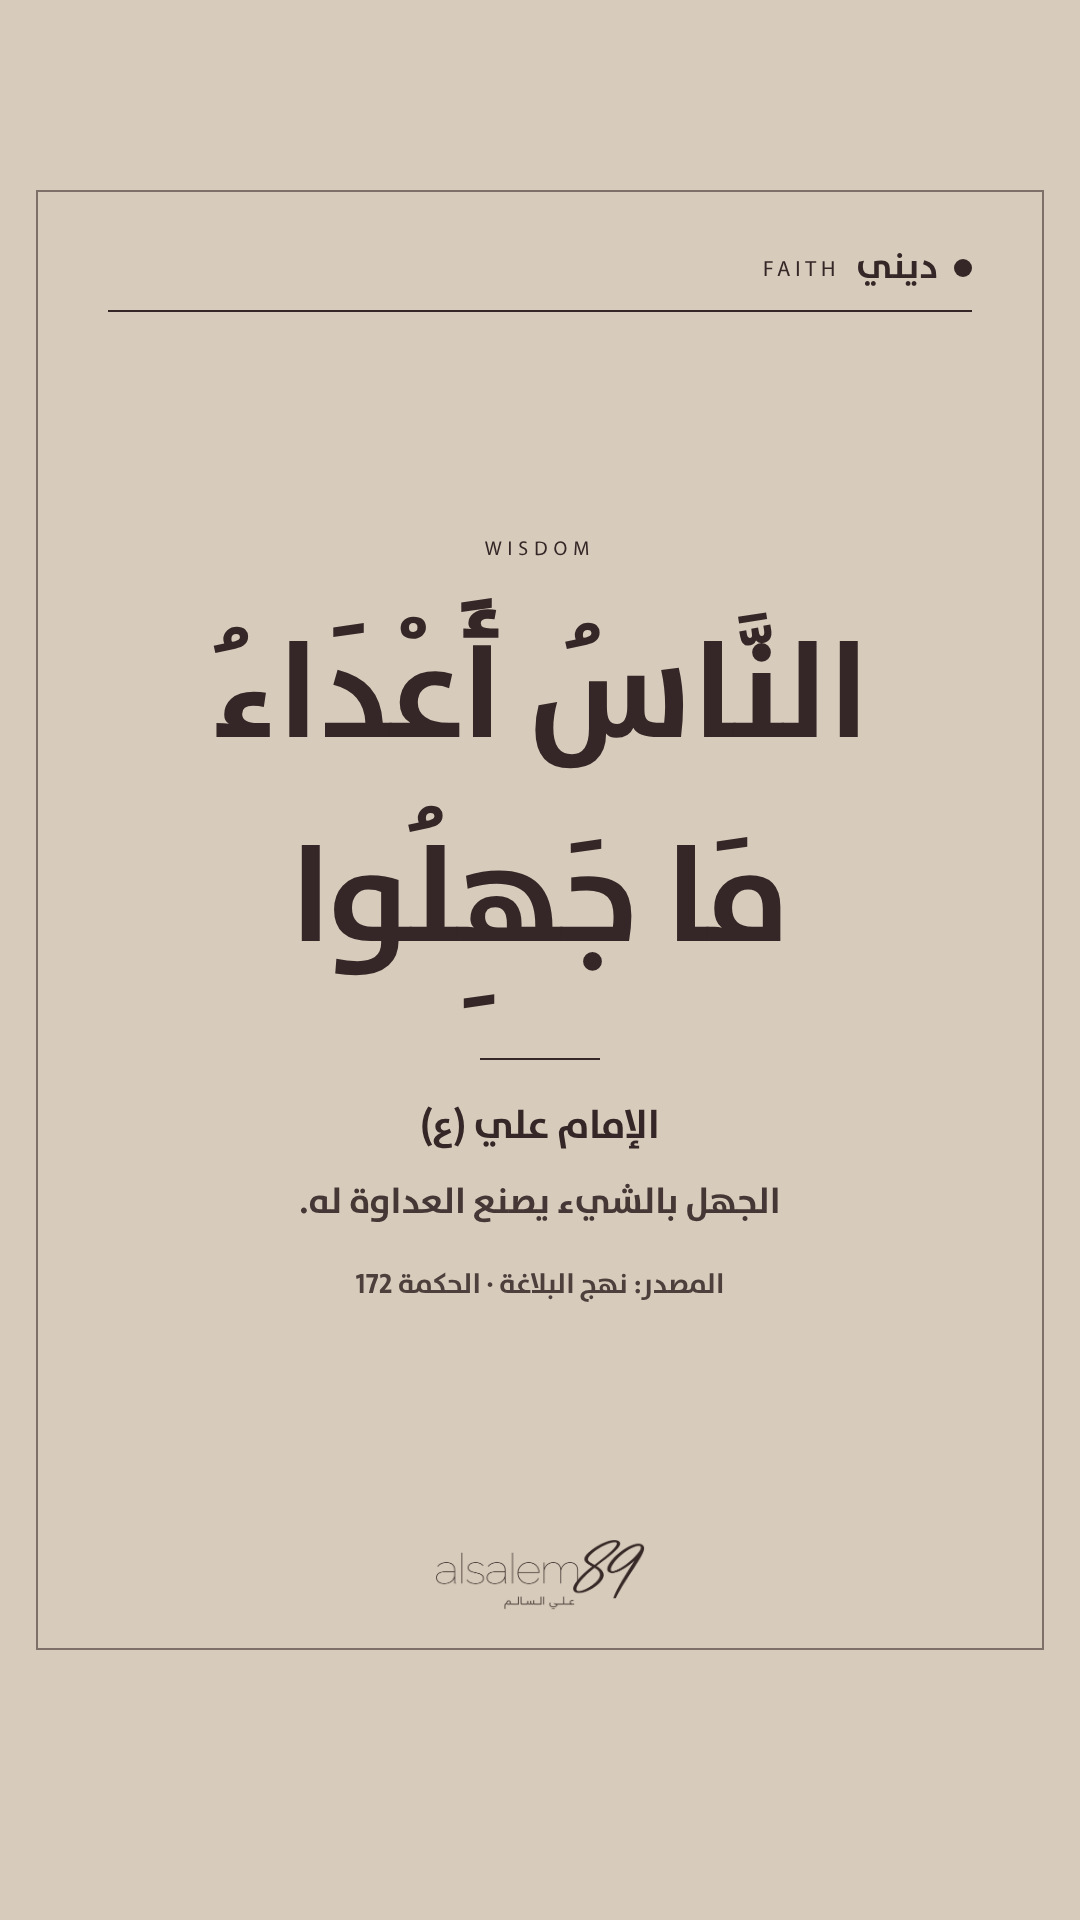 ديني FAITH
WISDOM
النَّاسُ أَعْدَاءُ
مَا جَهِلُوا
الإمام علي (ع)
الجهل بالشيء يصنع العداوة له.
المصدر: نهج البلاغة · الحكمة 172
alsalem89
علي السالم